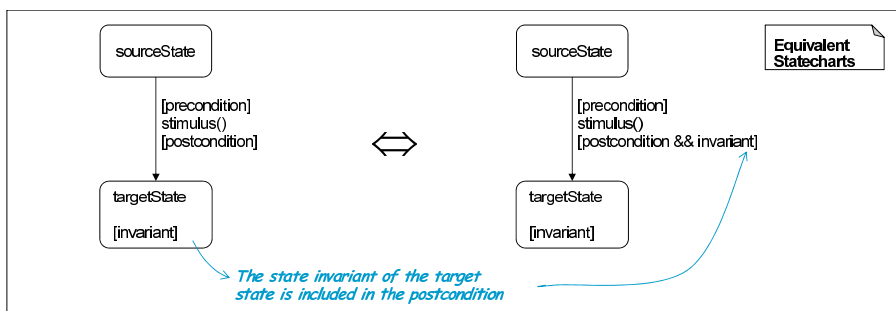 sourceState
[precondition]
stimulus()
[postcondition]
targetState
[invariant]
sourceState
[precondition]
stimulus()
[postcondition && invariant]
targetState
[invariant]
Equivalent
Statecharts
The state invariant of the target
state is included in the postcondition